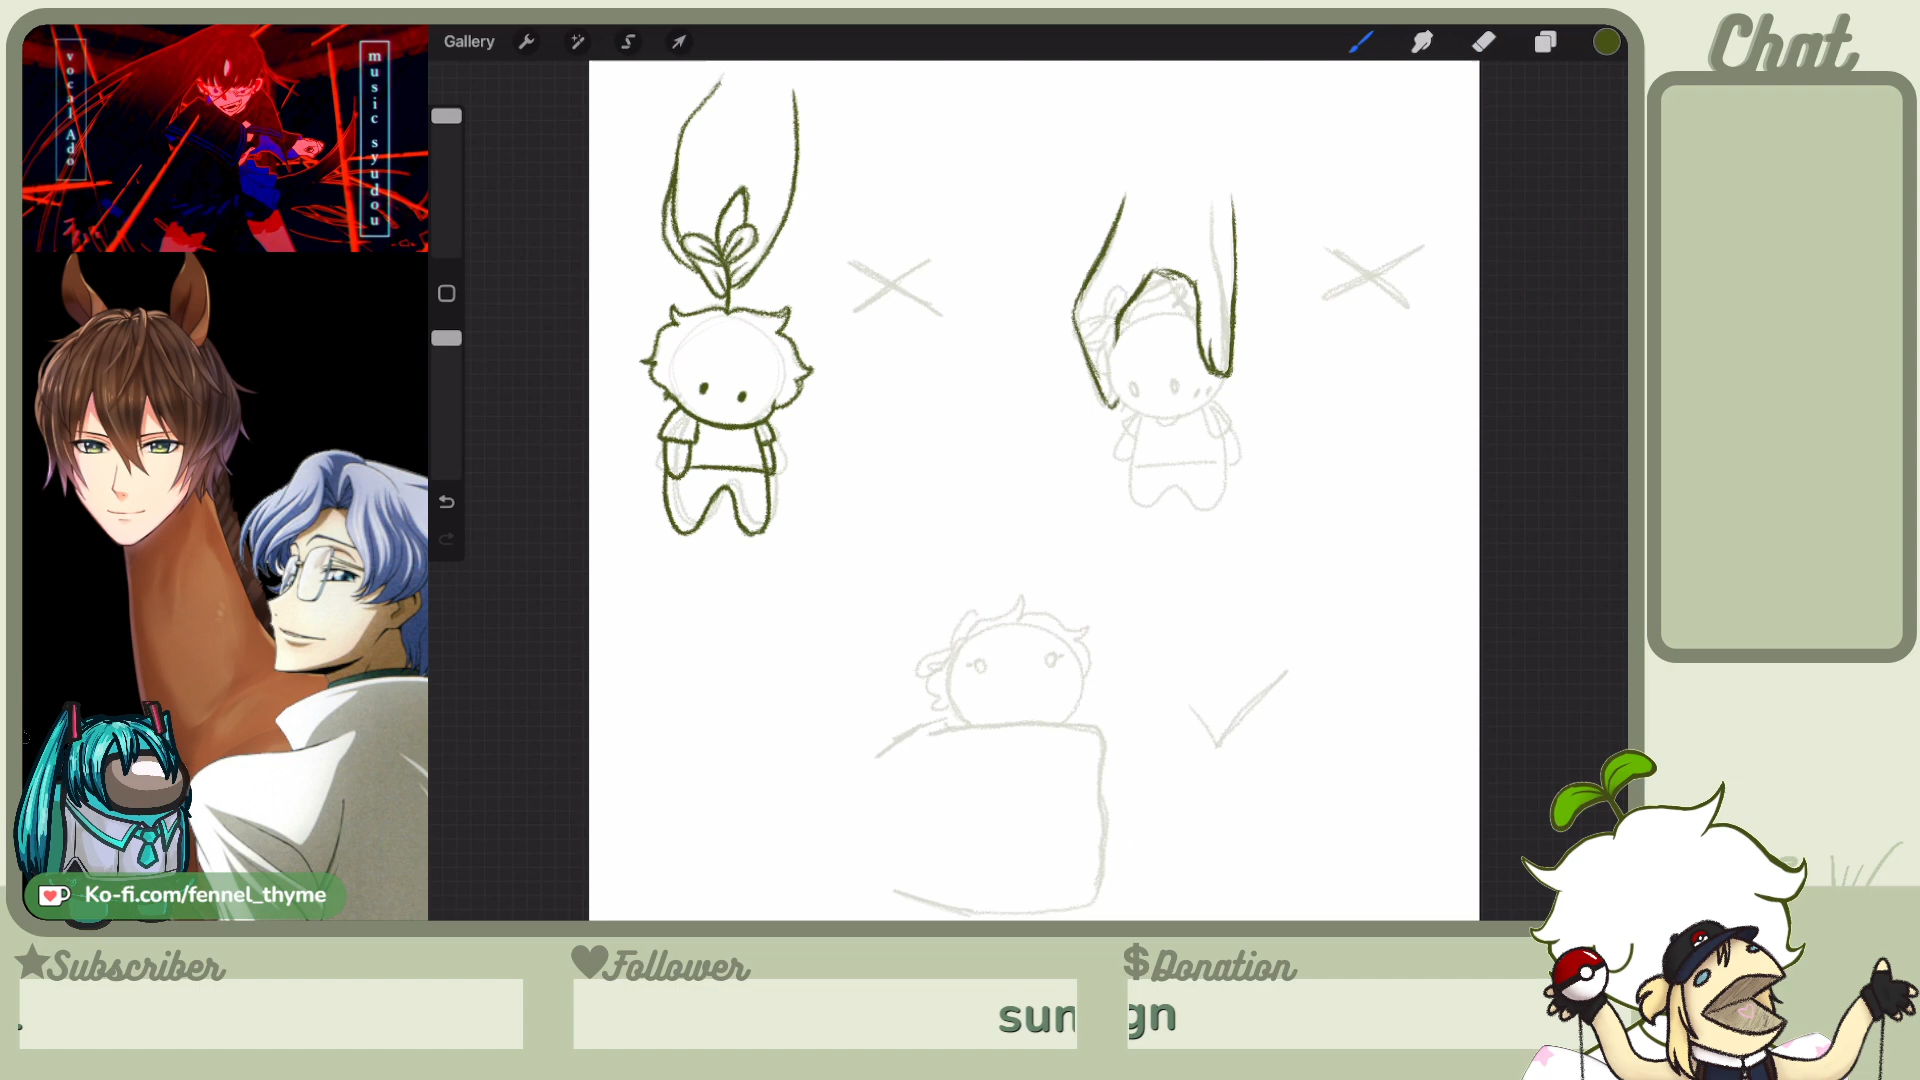 vocal Ado
music syudou
Gallery
Chat
Ko-fi.com/fennel_thyme
Subscriber
Follower
$Donation
.
sun
gn